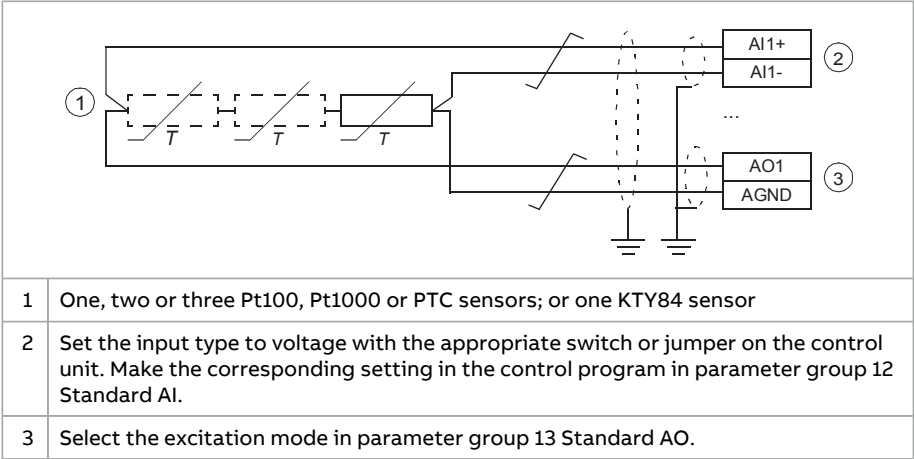 AI1+
AI1-
2
1
...
T
T
T
AO1
AGND
3
1 One, two or three Pt100, Pt1000 or PTC sensors; or one KTY84 sensor
2 Set the input type to voltage with the appropriate switch or jumper on the control
unit. Make the corresponding setting in the control program in parameter group 12
Standard AI.
3 Select the excitation mode in parameter group 13 Standard AO.